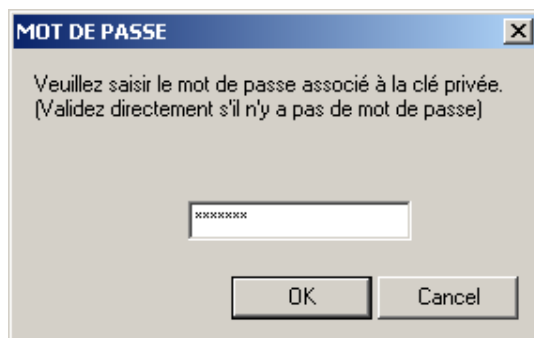 MOT DE PASSE
Veuillez saisir le mot de passe associé à la clé privée.
(Validez directement s'il n'y a pas de mot de passe)
xxxxxxx
OK Cancel